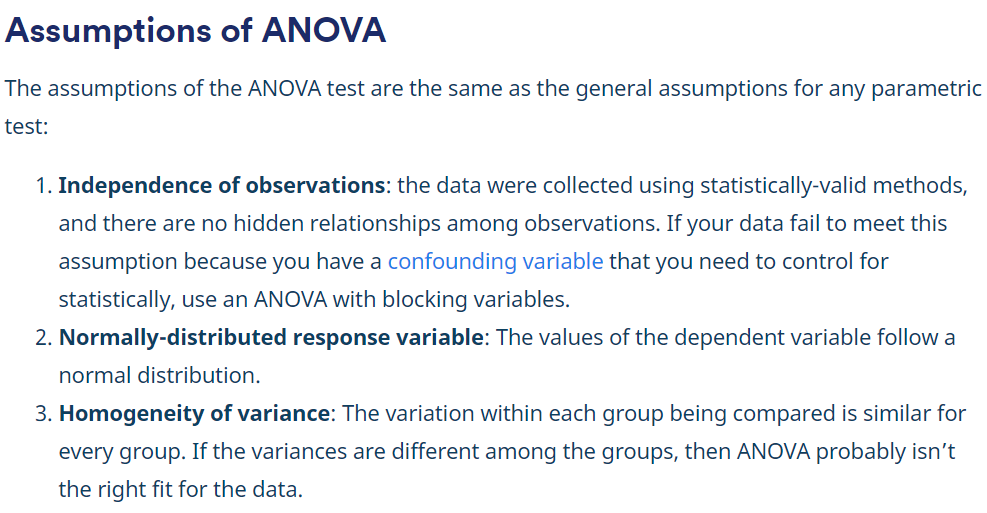 Assumptions of ANOVA
The assumptions of the ANOVA test are the same as the general assumptions for any parametric
test:
1. Independence of observations: the data were collected using statistically-valid methods,
and there are no hidden relationships among observations. If your data fail to meet this
assumption because you have a confounding variable that you need to control for
statistically, use an ANOVA with blocking variables.
2. Normally-distributed response variable: The values of the dependent variable follow a
normal distribution.
3. Homogeneity of variance: The variation within each group being compared is similar for
every group. If the variances are different among the groups, then ANOVA probably isn’t
the right fit for the data.